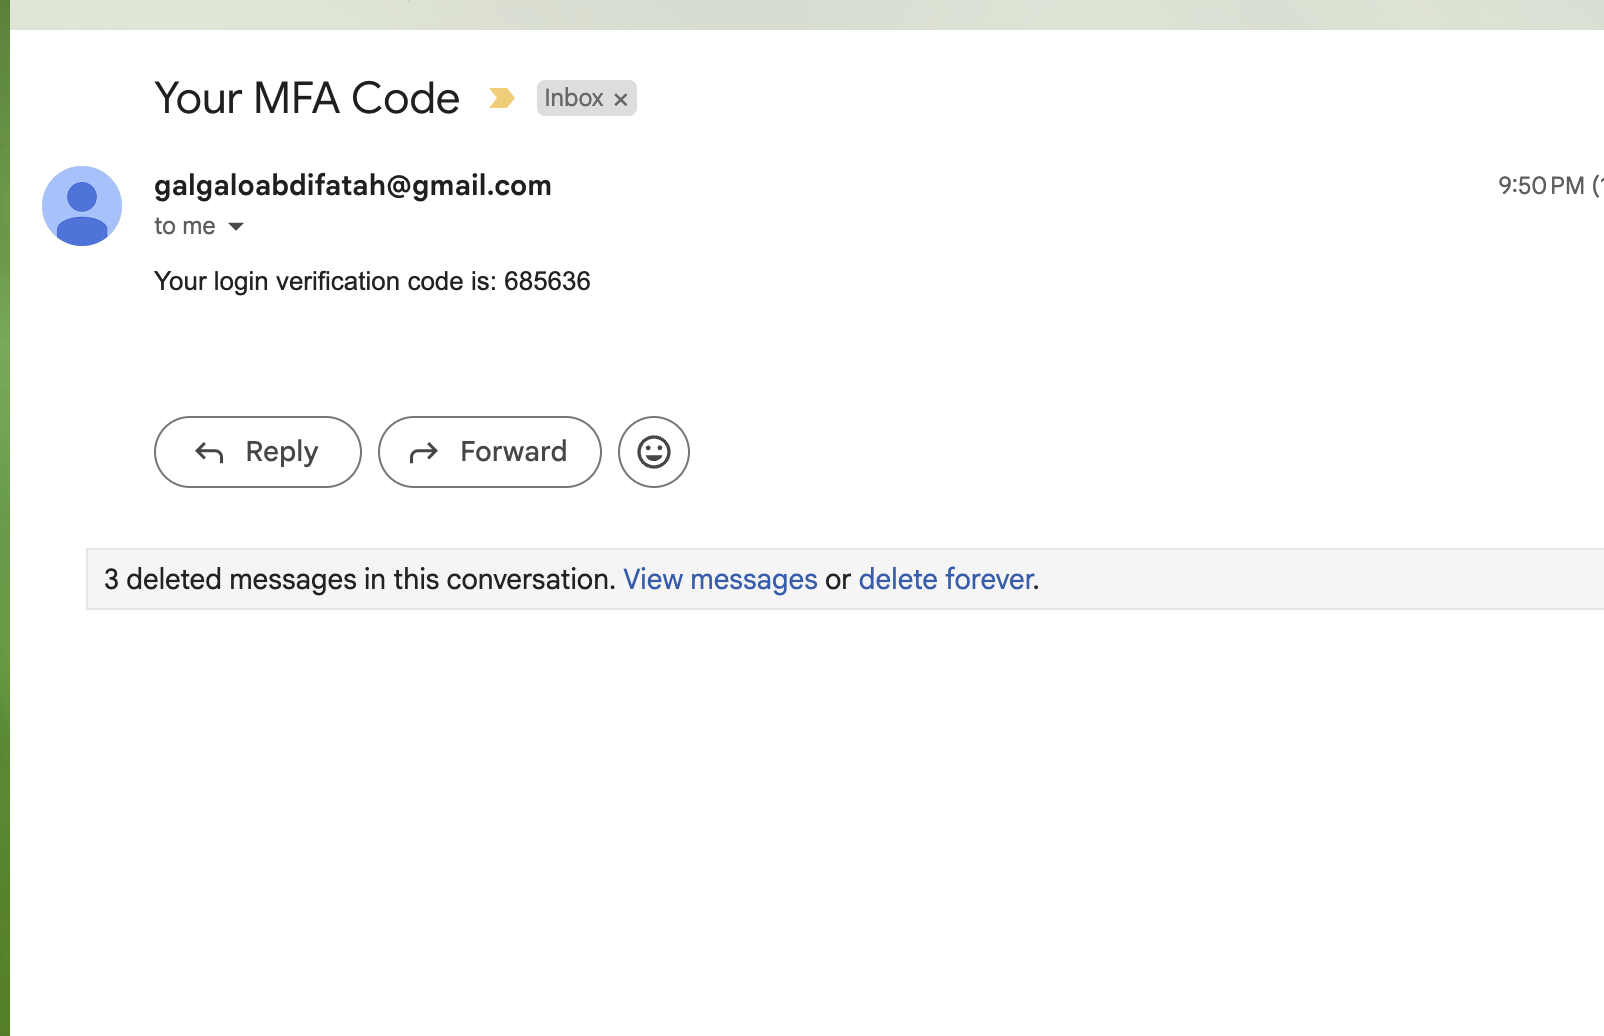 Your MFA Code
Inbox ×
galgaloabdifatah@gmail.com
9:50 PM (
to me
Your login verification code is: 685636
Reply
Forward
3 deleted messages in this conversation. View messages or delete forever.